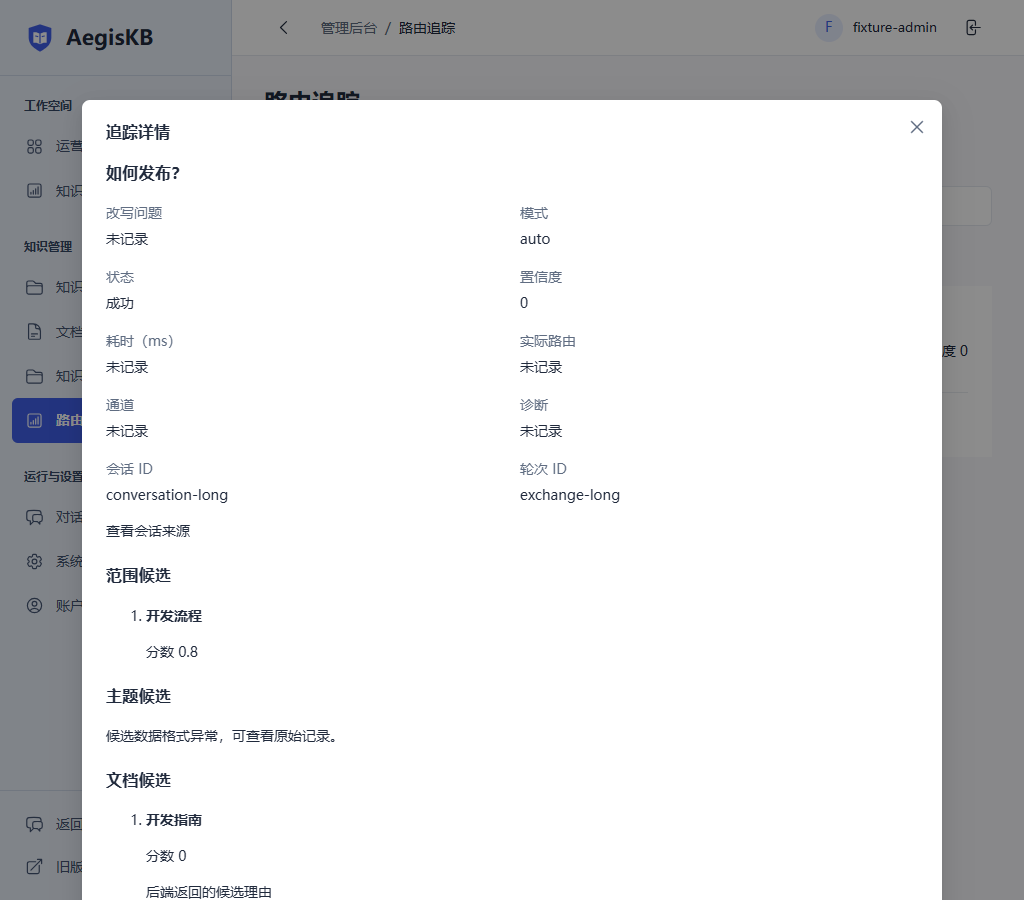 AegisKB
管理后台 / 路由追踪
F fixture-admin
路由追踪
工作空间
运营
知识
知识管理
知识
文档
知识
路由
运行与设置
对话
系统
账户
返回
旧版
度 0
追踪详情
如何发布？
改写问题
未记录
模式
auto
状态
成功
置信度
0
耗时（ms）
未记录
实际路由
未记录
通道
未记录
诊断
未记录
会话 ID
conversation-long
轮次 ID
exchange-long
查看会话来源
范围候选
1. 开发流程
分数 0.8
主题候选
候选数据格式异常，可查看原始记录。
文档候选
1. 开发指南
分数 0
后端返回的候选理由